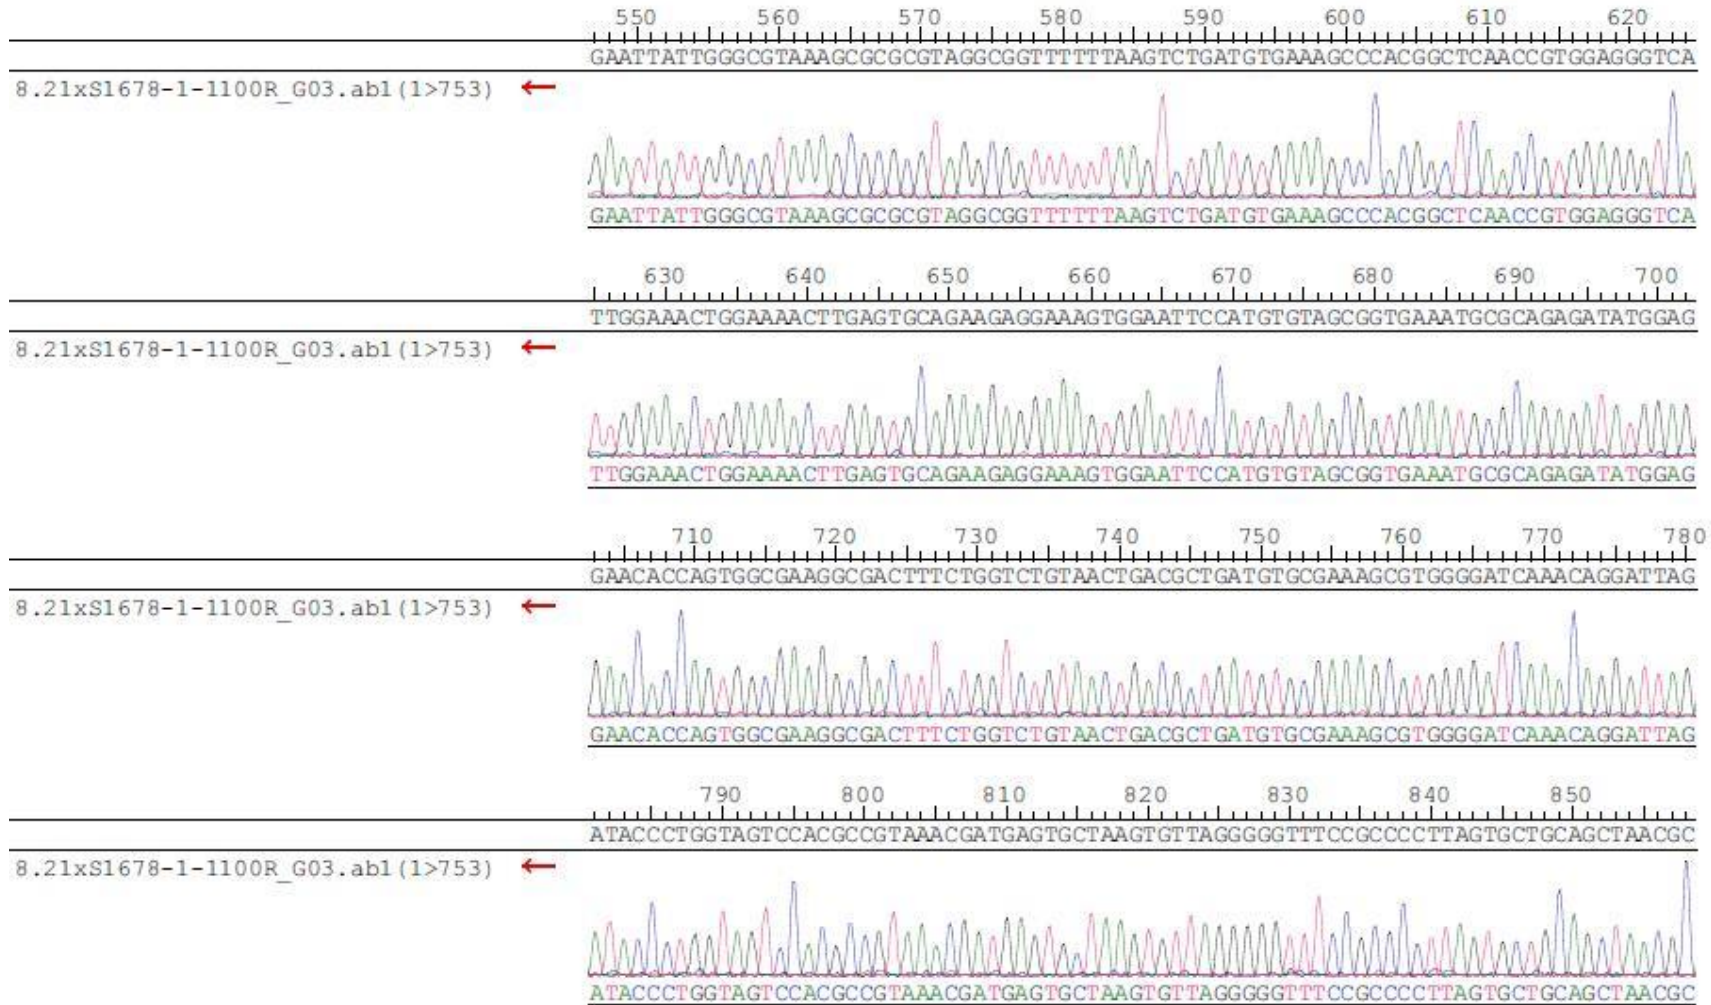 550 560 570 580 590 600 610 620
GAATTATTGGGCGTAAAGCGCGCGTAGGCGGTTTTTTAAGTCTGATGTGAAAGCCCACGGCTCAACCGTGGAGGGTCA
8.21xS1678-1-1100R_G03.ab1(1>753) ←
GAATTATTGGGCGTAAAGCGCGCGTAGGCGGTTTTTTAAGTCTGATGTGAAAGCCCACGGCTCAACCGTGGAGGGTCA
630 640 650 660 670 680 690 700
TTGGAAACTGGAAAACTTGAGTGCAGAAGAGGAAAGTGGAATTCCATGTGTAGCGGTGAAATGCGCAGAGATATGGAG
8.21xS1678-1-1100R_G03.ab1(1>753) ←
TTGGAAACTGGAAAACTTGAGTGCAGAAGAGGAAAGTGGAATTCCATGTGTAGCGGTGAAATGCGCAGAGATATGGAG
710 720 730 740 750 760 770 780
GAACACCAGTGGCGAAGGCGACTTTCTGGTCTGTAACTGACGCTGATGTGCGAAAGCGTGGGGATCAAACAGGATTAG
8.21xS1678-1-1100R_G03.ab1(1>753) ←
GAACACCAGTGGCGAAGGCGACTTTCTGGTCTGTAACTGACGCTGATGTGCGAAAGCGTGGGGATCAAACAGGATTAG
790 800 810 820 830 840 850
ATACCCTGGTAGTCCACGCCGTAAACGATGAGTGCTAAGTGTTAGGGGGTTTCCGCCCCTTAGTGCTGCAGCTAACGC
8.21xS1678-1-1100R_G03.ab1(1>753) ←
ATACCCTGGTAGTCCACGCCGTAAACGATGAGTGCTAAGTGTTAGGGGGTTTCCGCCCCTTAGTGCTGCAGCTAACGC